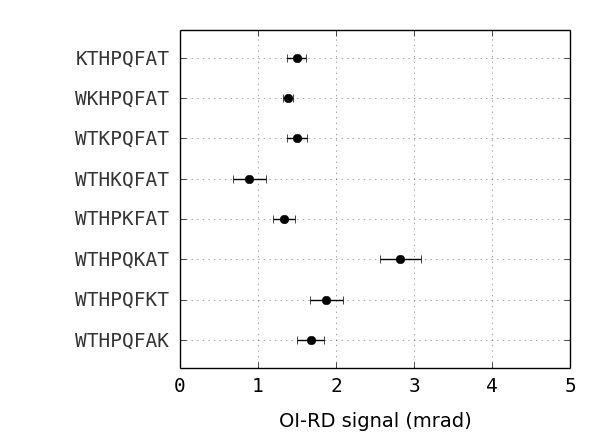 KTHPQFAT
WKHPQFAT
WTKPQFAT
WTHKQFAT
WTHPKFAT
WTHPQKAT
WTHPQFKT
WTHPQFAK
0 1 2 3 4 5
OI-RD signal (mrad)